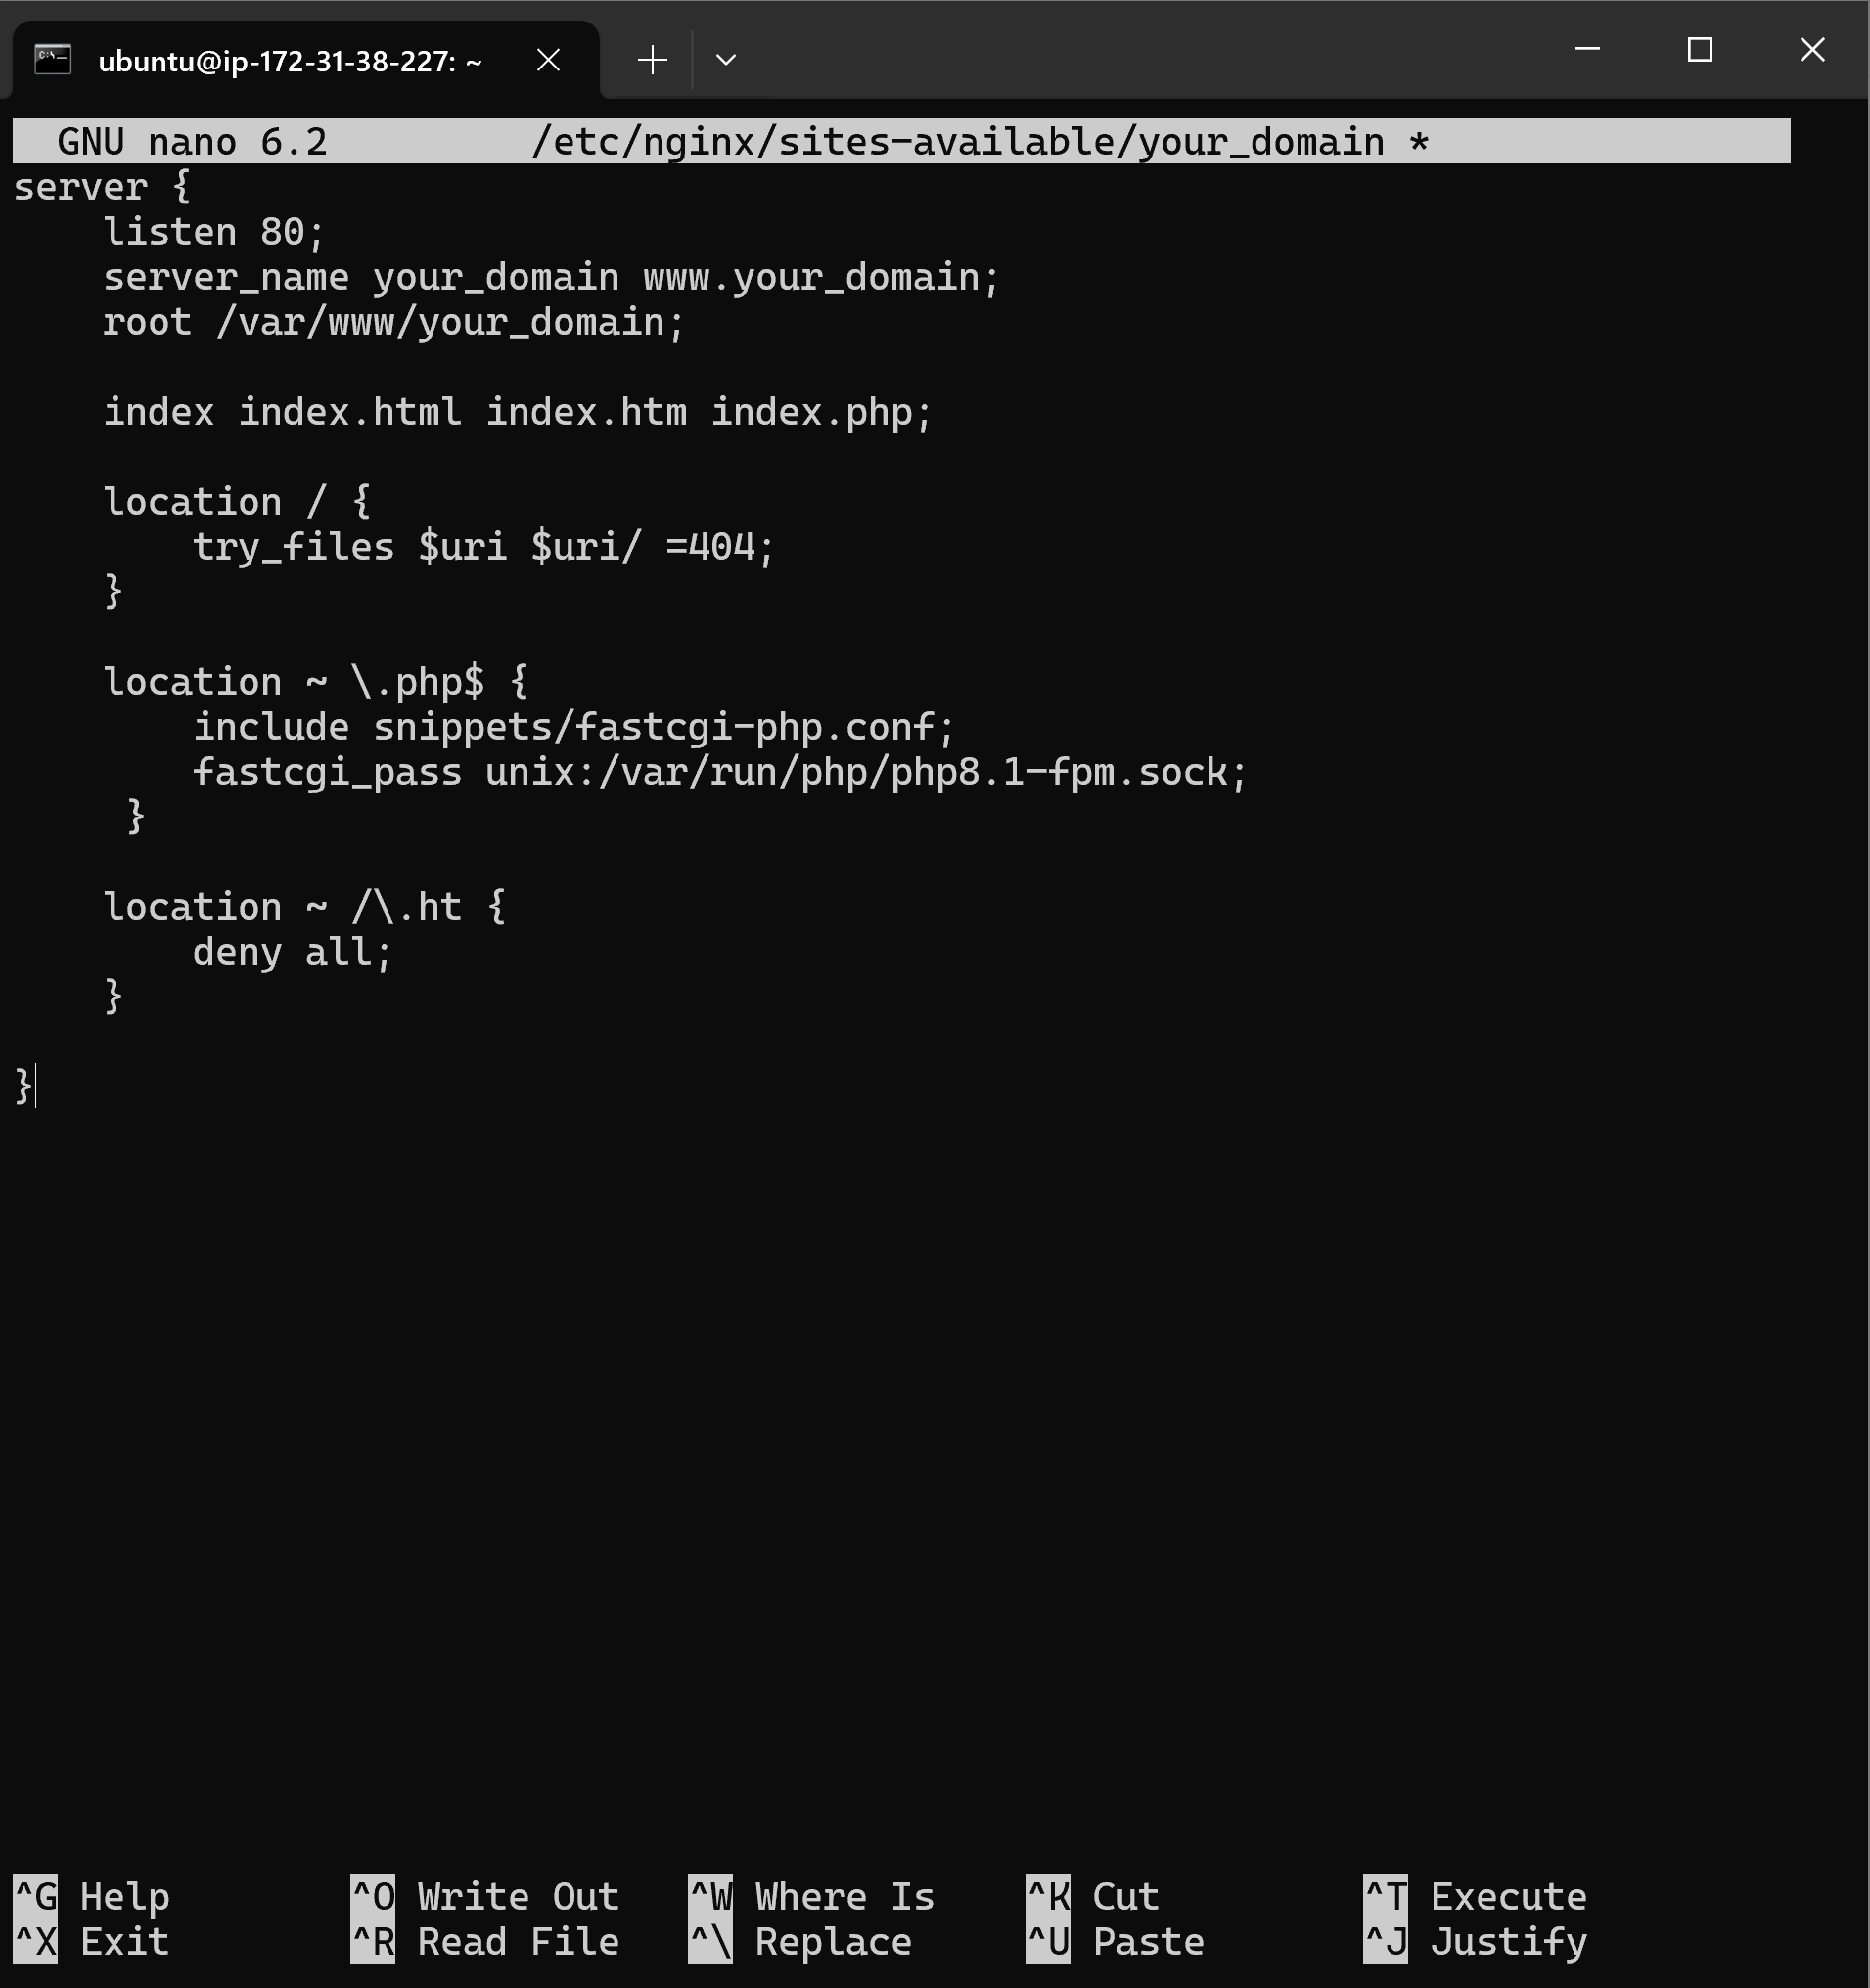 ubuntu@ip-172-31-38-227: ~
GNU nano 6.2 /etc/nginx/sites-available/your_domain *
server {
    listen 80;
    server_name your_domain www.your_domain;
    root /var/www/your_domain;

    index index.html index.htm index.php;

    location / {
        try_files $uri $uri/ =404;
    }

    location ~ \.php$ {
        include snippets/fastcgi-php.conf;
        fastcgi_pass unix:/var/run/php/php8.1-fpm.sock;
     }

    location ~ /\.ht {
        deny all;
    }

}
^G Help ^O Write Out ^W Where Is ^K Cut ^T Execute
^X Exit ^R Read File ^\ Replace ^U Paste ^J Justify